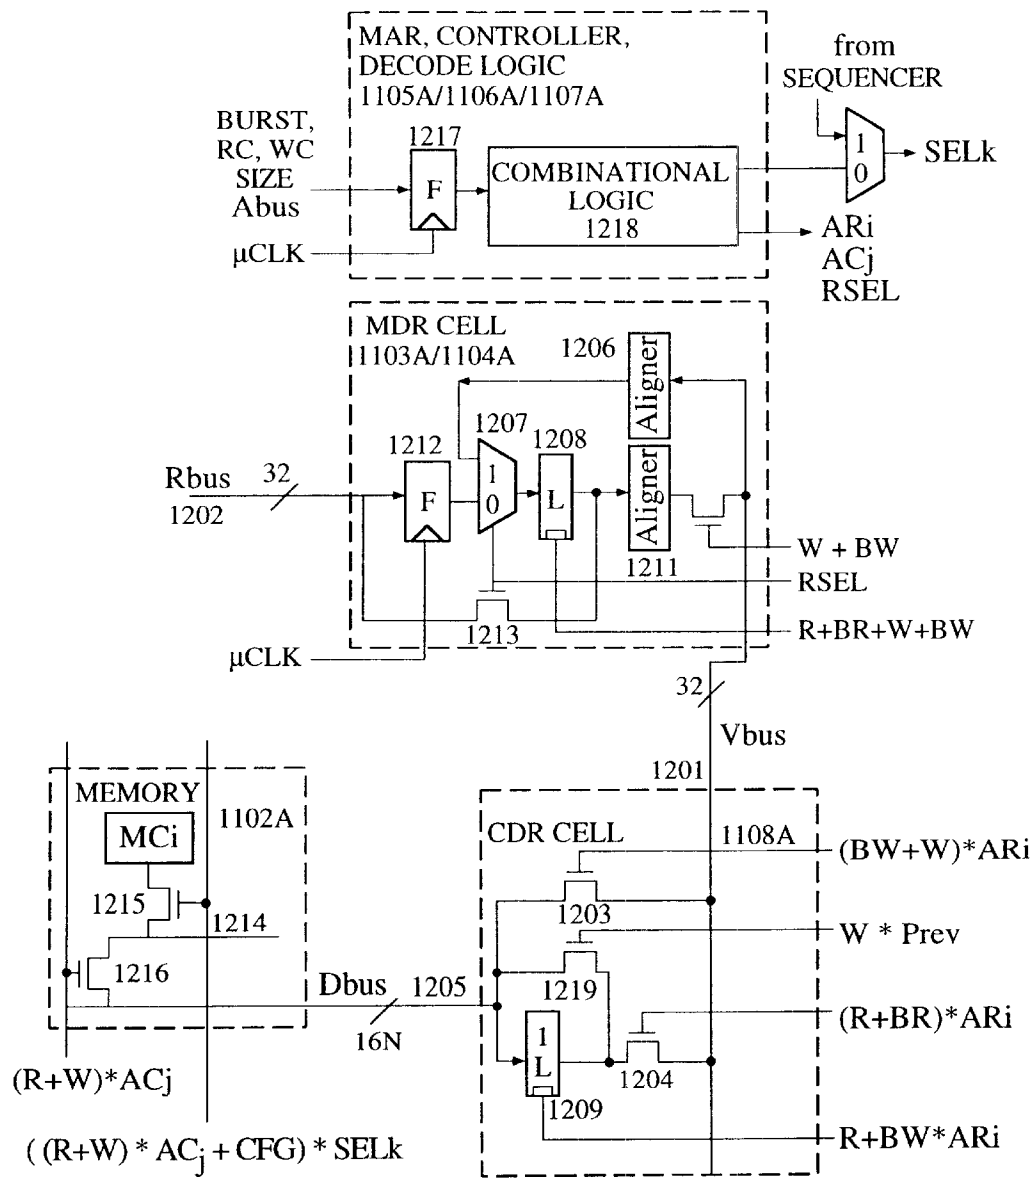 MAR, CONTROLLER,
DECODE LOGIC
1105A/1106A/1107A
from
SEQUENCER
BURST,
RC, WC
SIZE
Abus
1217
F
COMBINATIONAL
LOGIC
1218
1
0
SELk
μCLK
ARi
ACj
RSEL
MDR CELL
1103A/1104A
1206
Aligner
1207
1212
1208
Rbus
32
1202
F
1
0
L
Aligner
1211
W + BW
RSEL
1213
R+BR+W+BW
μCLK
32
Vbus
1201
MEMORY
1102A
MCi
1215
1214
1216
CDR CELL
1108A
(BW+W)*ARi
1203
W * Prev
1219
Dbus
1205
16N
1
L
(R+BR)*ARi
1204
1209
R+BW*ARi
(R+W)*ACj
( (R+W) * ACj + CFG) * SELk